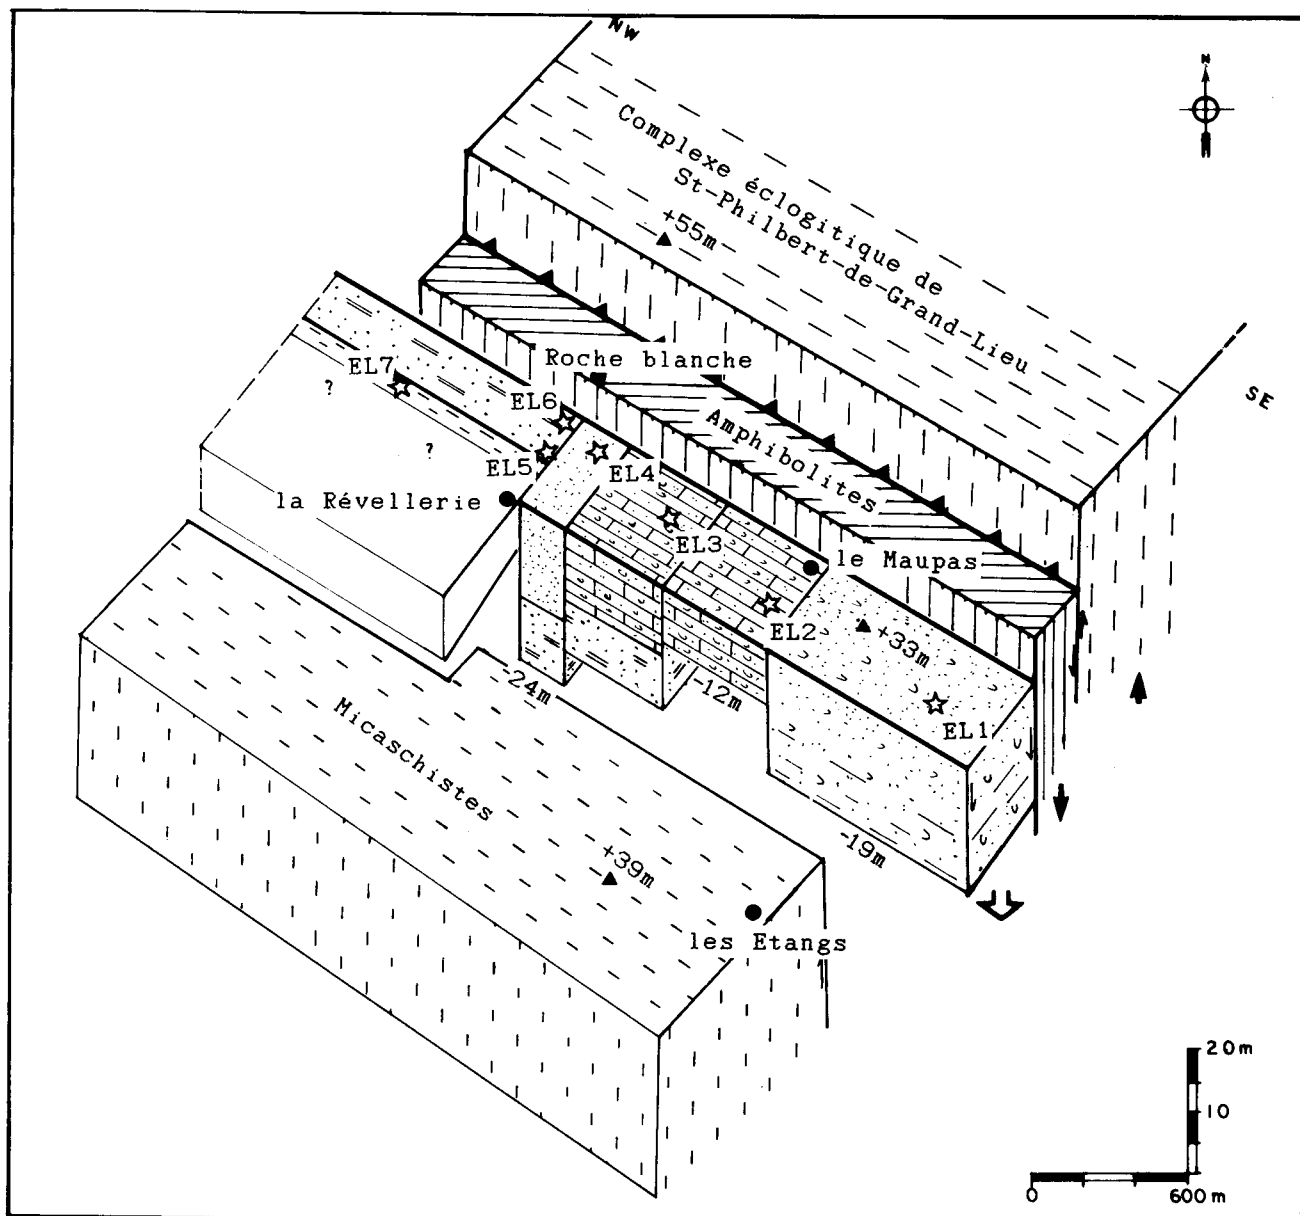 NW
N
Complexe éclogitique de
St-Philbert-de-Grand-Lieu
+55m
SE
Roche blanche
EL7
?
EL6
Amphibolites
?
EL5
EL4
la Révellerie
EL3
le Maupas
EL2
+33m
-24m
-12m
EL1
Micaschistes
-19m
+39m
les Etangs
20m
10
0
600 m